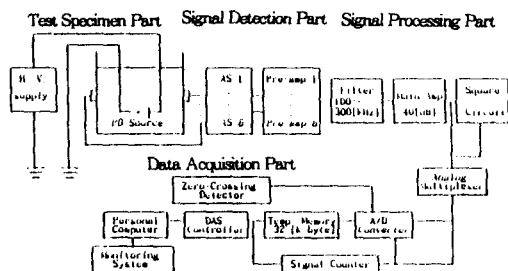 Test Specimen Part
Signal Detection Part
Signal Processing Part
H. V.
supply
PD Source
AS 1
AS 6
Pre-amp 1
Pre-amp 6
Filter
100~
300[kHz]
Main Amp
40[dB]
Square
Circuit
Analog
Multiplexer
Data Acquisition Part
Zero-Crossing
Detector
Personal
Computer
DAS
Controller
Temp. Memory
32 [k byte]
A/D
Convertor
Monitoring
System
Signal Counter